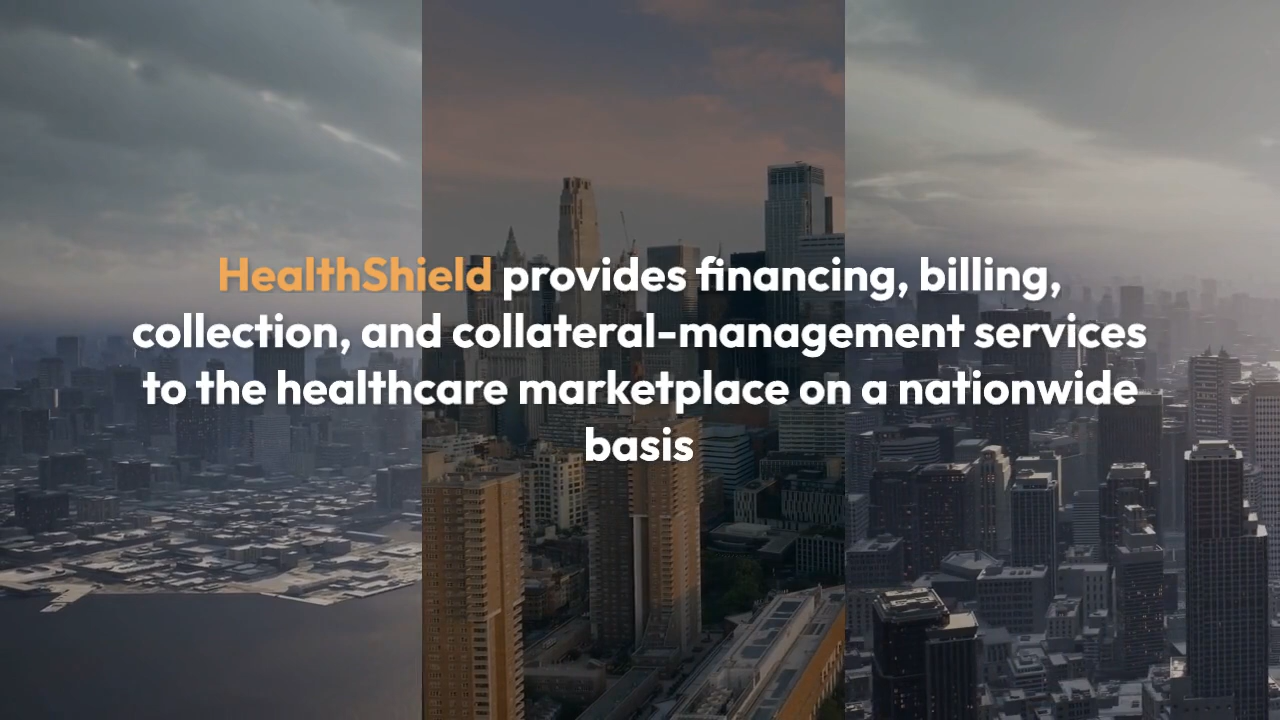 HealthShield provides financing, billing,
collection, and collateral-management services
to the healthcare marketplace on a nationwide
basis